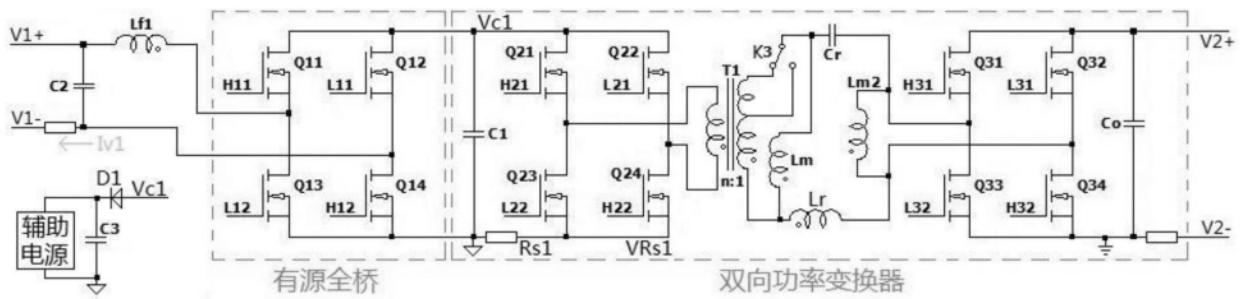 V1+
Lf1
C2
V1-
Iv1
D1
Vc1
辅助
电源
C3
Q11
H11
Q12
L11
Q13
L12
Q14
H12
有源全桥
Vc1
C1
Rs1
Q21
H21
Q22
L21
Q23
L22
Q24
H22
VRs1
T1
n:1
K3
Cr
Lm2
Lm
Lr
Q31
H31
Q32
L31
Q33
L32
Q34
H32
Co
V2+
V2-
双向功率变换器